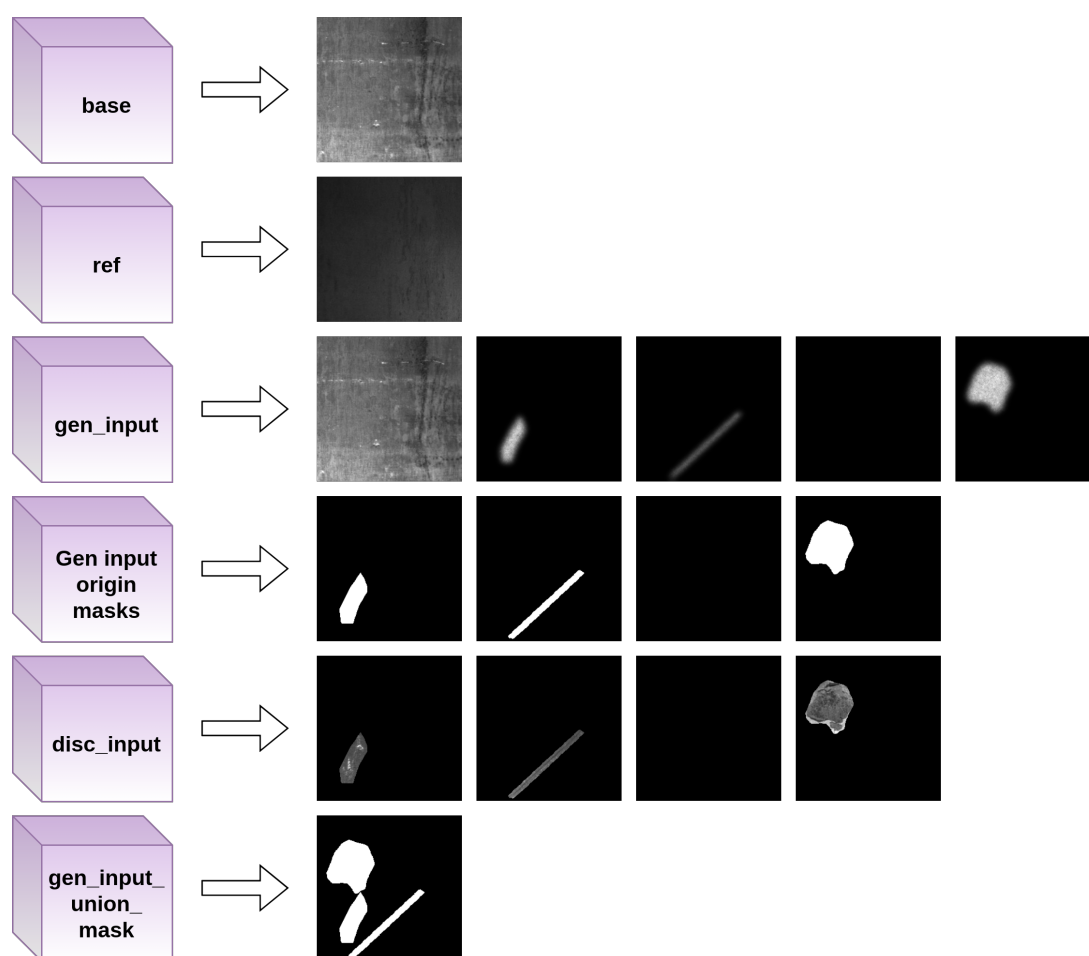 base
ref
gen_input
Gen input
origin
masks
disc_input
gen_input_
union_
mask